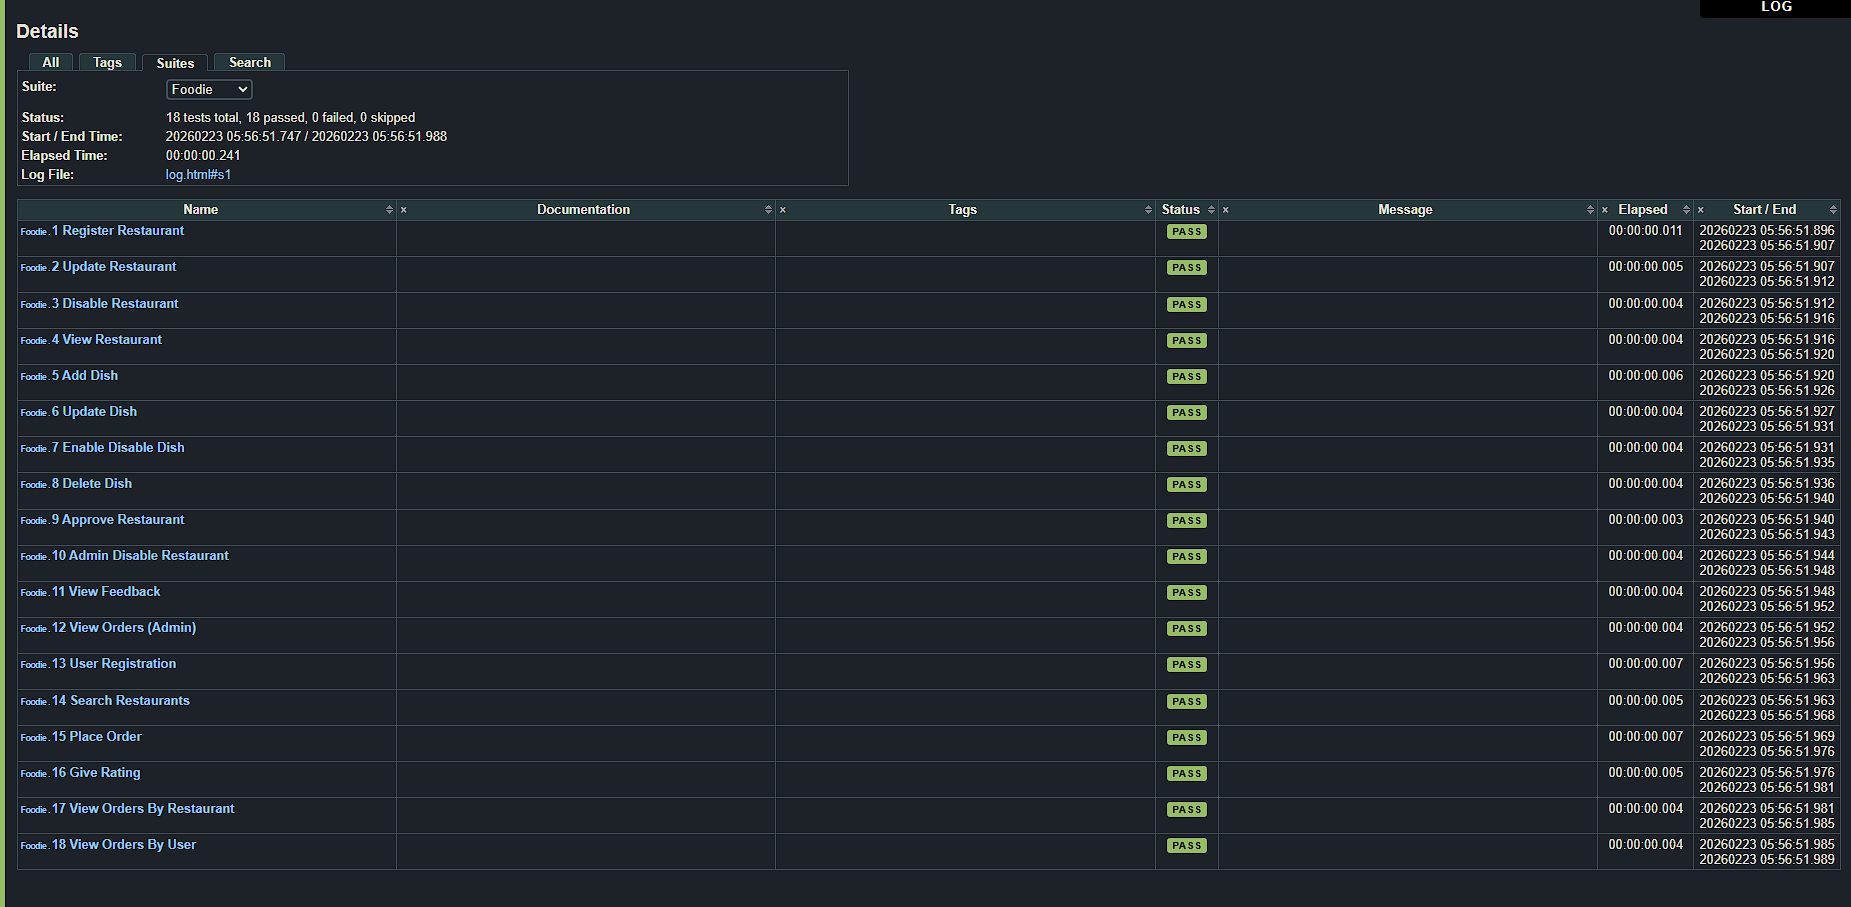 LOG
Details
All Tags Suites Search
Suite: Foodie
Status: 18 tests total, 18 passed, 0 failed, 0 skipped
Start / End Time: 20260223 05:56:51.747 / 20260223 05:56:51.988
Elapsed Time: 00:00:00.241
Log File: log.html#s1
Name × Documentation × Tags Status × Message × Elapsed × Start / End
Foodie.1 Register Restaurant PASS 00:00:00.011 20260223 05:56:51.896
20260223 05:56:51.907
Foodie.2 Update Restaurant PASS 00:00:00.005 20260223 05:56:51.907
20260223 05:56:51.912
Foodie.3 Disable Restaurant PASS 00:00:00.004 20260223 05:56:51.912
20260223 05:56:51.916
Foodie.4 View Restaurant PASS 00:00:00.004 20260223 05:56:51.916
20260223 05:56:51.920
Foodie.5 Add Dish PASS 00:00:00.006 20260223 05:56:51.920
20260223 05:56:51.926
Foodie.6 Update Dish PASS 00:00:00.004 20260223 05:56:51.927
20260223 05:56:51.931
Foodie.7 Enable Disable Dish PASS 00:00:00.004 20260223 05:56:51.931
20260223 05:56:51.935
Foodie.8 Delete Dish PASS 00:00:00.004 20260223 05:56:51.936
20260223 05:56:51.940
Foodie.9 Approve Restaurant PASS 00:00:00.003 20260223 05:56:51.940
20260223 05:56:51.943
Foodie.10 Admin Disable Restaurant PASS 00:00:00.004 20260223 05:56:51.944
20260223 05:56:51.948
Foodie.11 View Feedback PASS 00:00:00.004 20260223 05:56:51.948
20260223 05:56:51.952
Foodie.12 View Orders (Admin) PASS 00:00:00.004 20260223 05:56:51.952
20260223 05:56:51.956
Foodie.13 User Registration PASS 00:00:00.007 20260223 05:56:51.956
20260223 05:56:51.963
Foodie.14 Search Restaurants PASS 00:00:00.005 20260223 05:56:51.963
20260223 05:56:51.968
Foodie.15 Place Order PASS 00:00:00.007 20260223 05:56:51.969
20260223 05:56:51.976
Foodie.16 Give Rating PASS 00:00:00.005 20260223 05:56:51.976
20260223 05:56:51.981
Foodie.17 View Orders By Restaurant PASS 00:00:00.004 20260223 05:56:51.981
20260223 05:56:51.985
Foodie.18 View Orders By User PASS 00:00:00.004 20260223 05:56:51.985
20260223 05:56:51.989